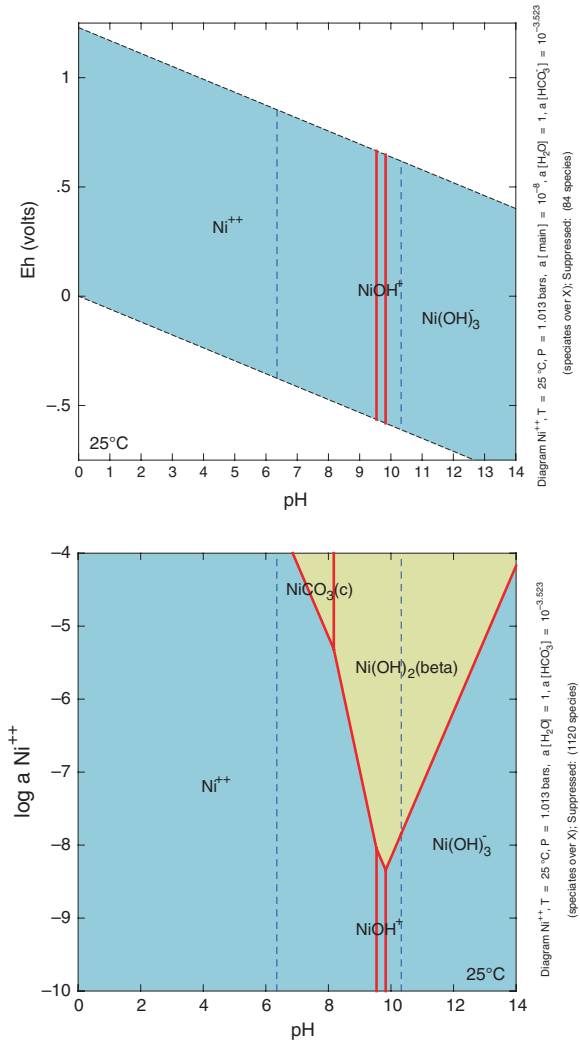 1
.5
0
–.5
Eh (volts)
Ni++
NiOH+
Ni(OH)3-
25°C
0 1 2 3 4 5 6 7 8 9 10 11 12 13 14
pH
Diagram Ni++, T = 25 °C, P = 1.013 bars, a [main] = 10-8, a [H2O] = 1, a [HCO3-] = 10-3.523
(speciates over X); Suppressed: (84 species)
–4
–5
–6
–7
–8
–9
–10
log a Ni++
NiCO3(c)
Ni(OH)2(beta)
Ni++
Ni(OH)3-
NiOH+
25°C
0 2 4 6 8 10 12 14
pH
Diagram Ni++, T = 25 °C, P = 1.013 bars, a [H2O] = 1, a [HCO3-] = 10-3.523
(speciates over X); Suppressed: (1120 species)